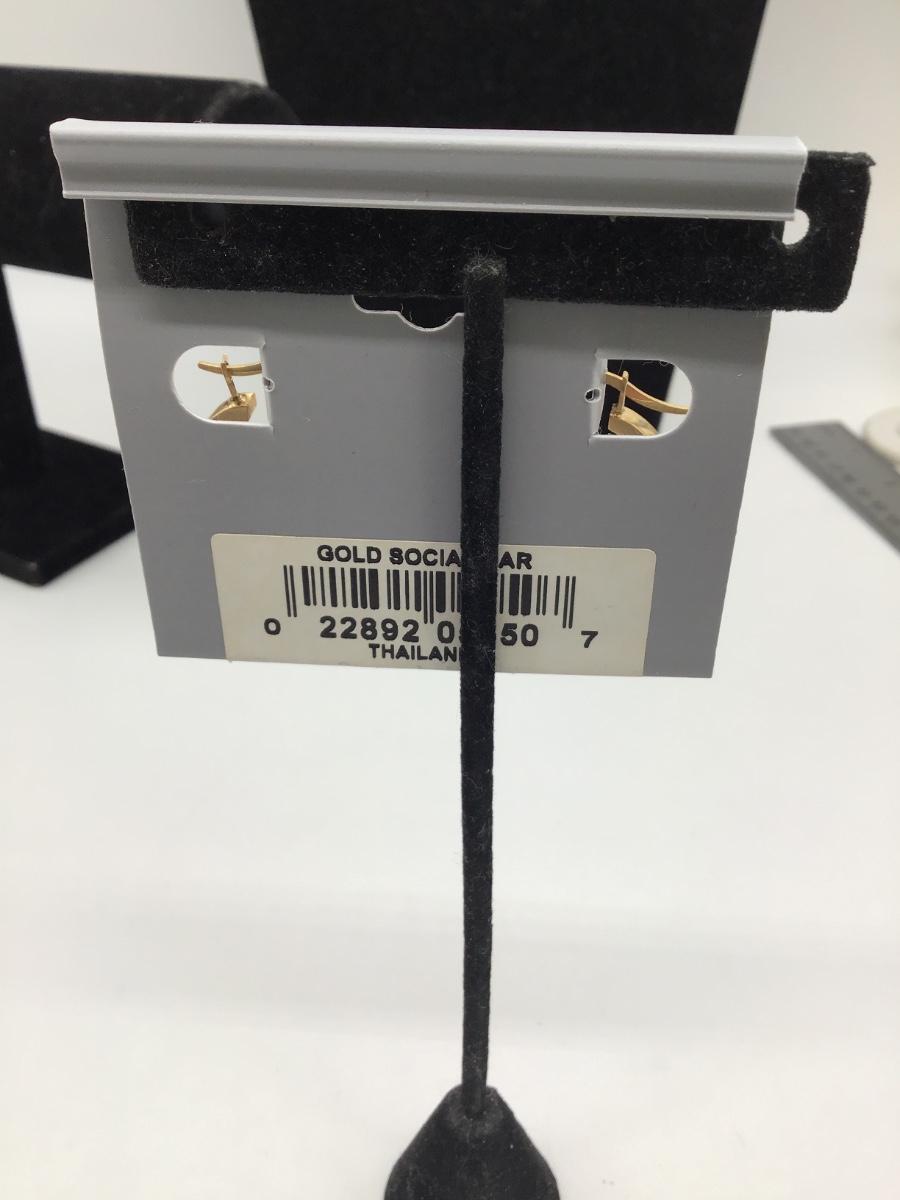 GOLD SOCIA AR
0 22892 0 50 7
THAILAN